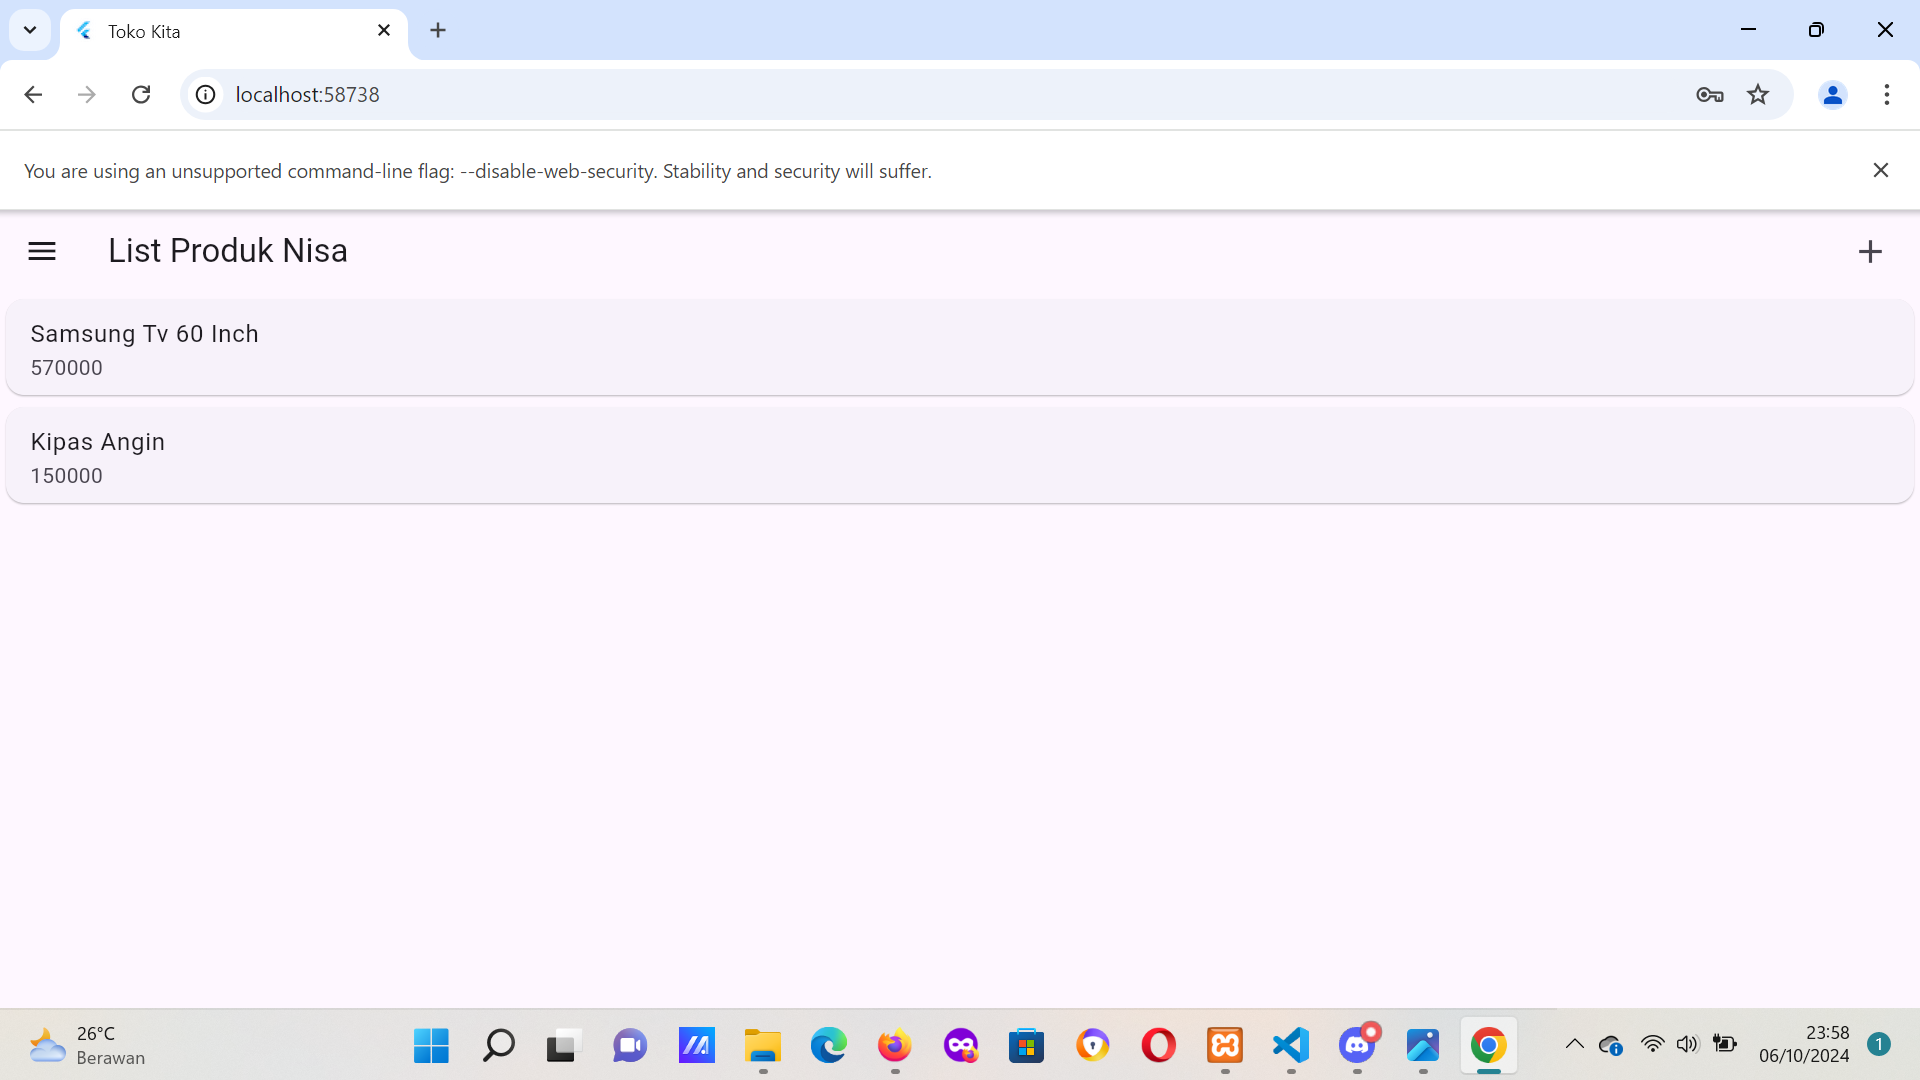 Toko Kita
localhost:58738
You are using an unsupported command-line flag: --disable-web-security. Stability and security will suffer.
List Produk Nisa
Samsung Tv 60 Inch
570000
Kipas Angin
150000
26°C
Berawan
23:58
06/10/2024
1